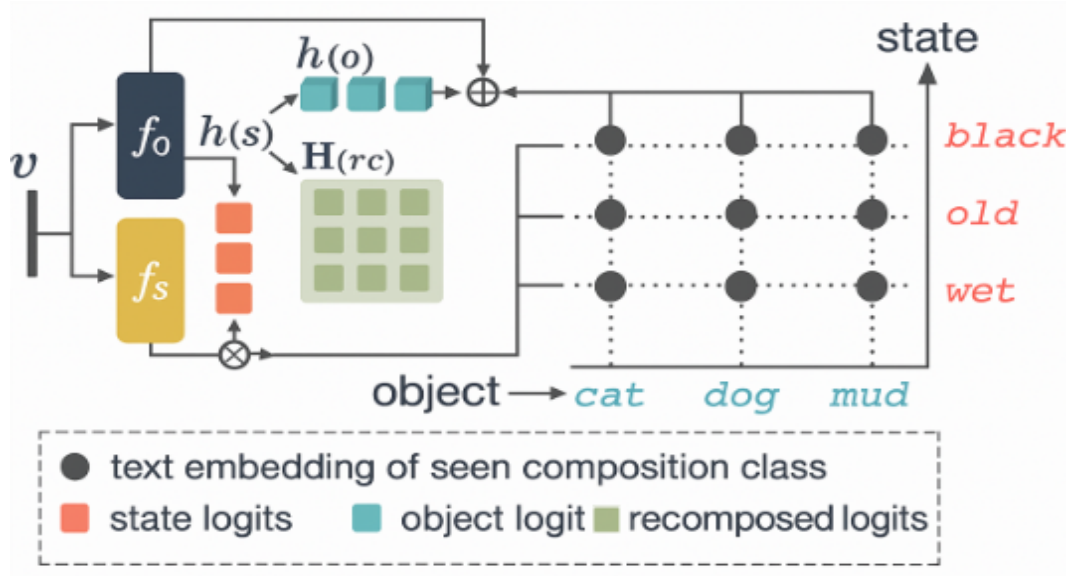 state
h(o)
fo
h(s)
black
v
H(rc)
old
fs
wet
object
cat dog mud
text embedding of seen composition class
state logits object logit recomposed logits